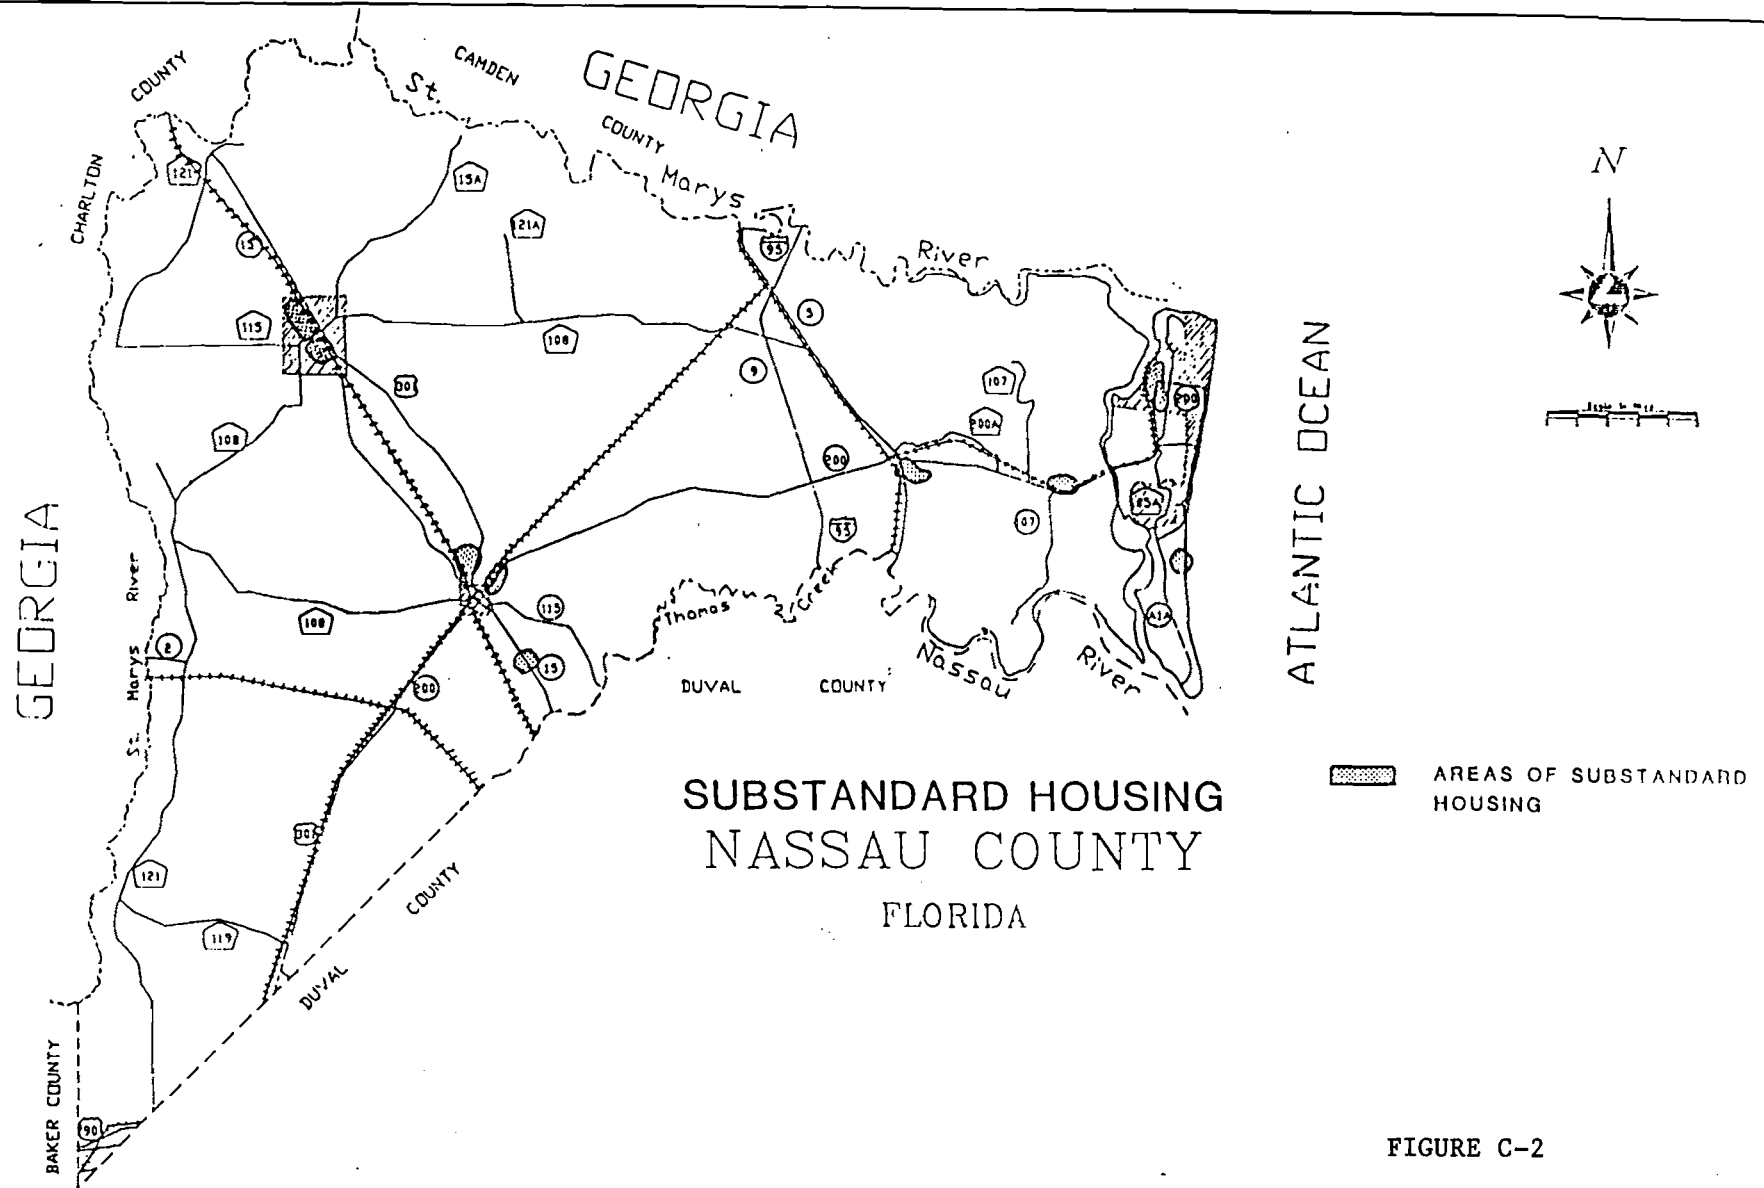 COUNTY
CAMDEN
GEORGIA
St.
COUNTY
Marys
CHARLTON
121
15A
121A
15
95
River
N
115
108
5
301
9
107
200A
200
108
200
ATLANTIC OCEAN
GEORGIA
River
95
107
Creek
Thomas
108
115
A1A
2
Marys
15
200
Nassau
River
DUVAL COUNTY
St.
SUBSTANDARD HOUSING
NASSAU COUNTY
FLORIDA
AREAS OF SUBSTANDARD
HOUSING
301
121
119
COUNTY
DUVAL
BAKER COUNTY
90
FIGURE C-2